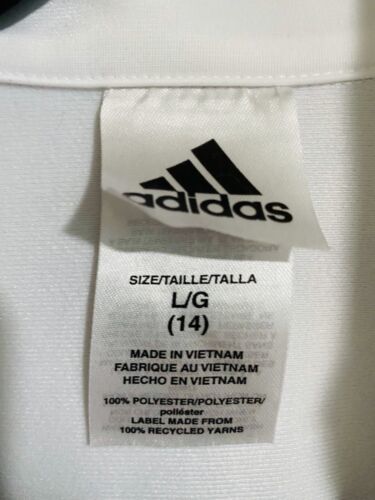 adidas
SIZE/TAILLE/TALLA
L/G
(14)
MADE IN VIETNAM
FABRIQUE AU VIETNAM
HECHO EN VIETNAM
100% POLYESTER/POLYESTER/
poliéster
LABEL MADE FROM
100% RECYCLED YARNS